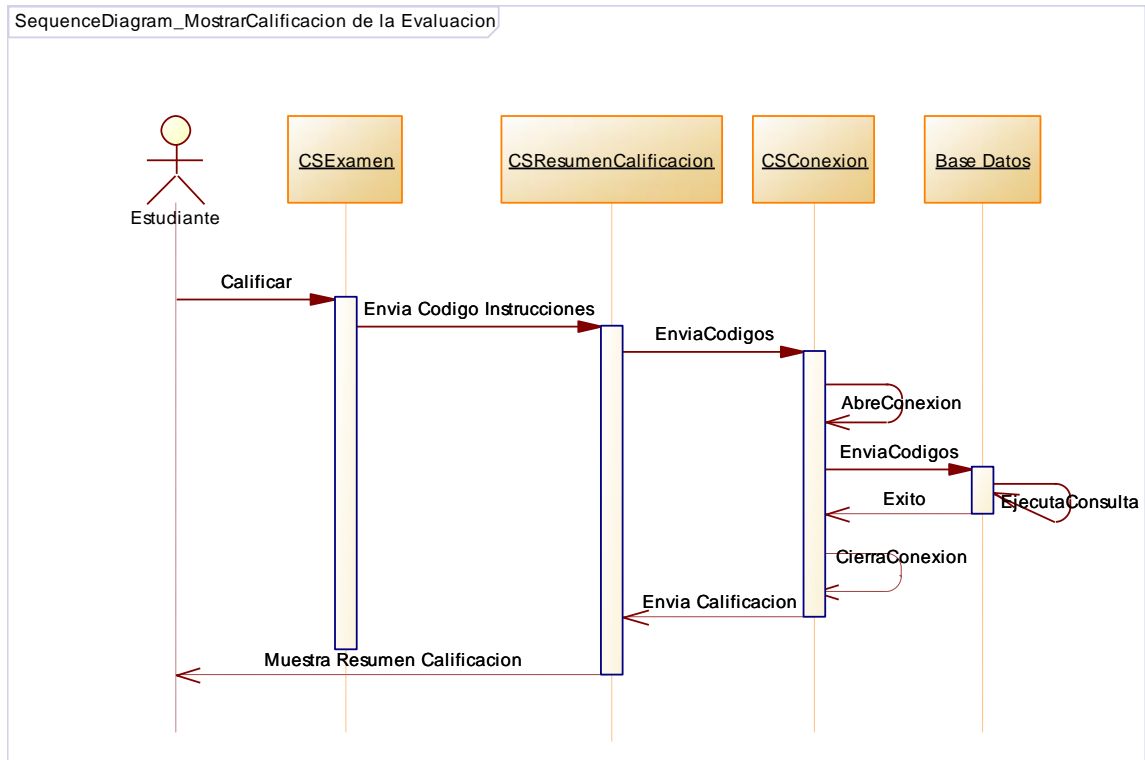 SequenceDiagram_MostrarCalificacion de la Evaluacion
Estudiante
CSExamen
CSResumenCalificacion
CSConexion
Base Datos
Calificar
Envia Codigo Instrucciones
EnviaCodigos
AbreConexion
EnviaCodigos
Exito
EjecutaConsulta
CierraConexion
Envia Calificacion
Muestra Resumen Calificacion